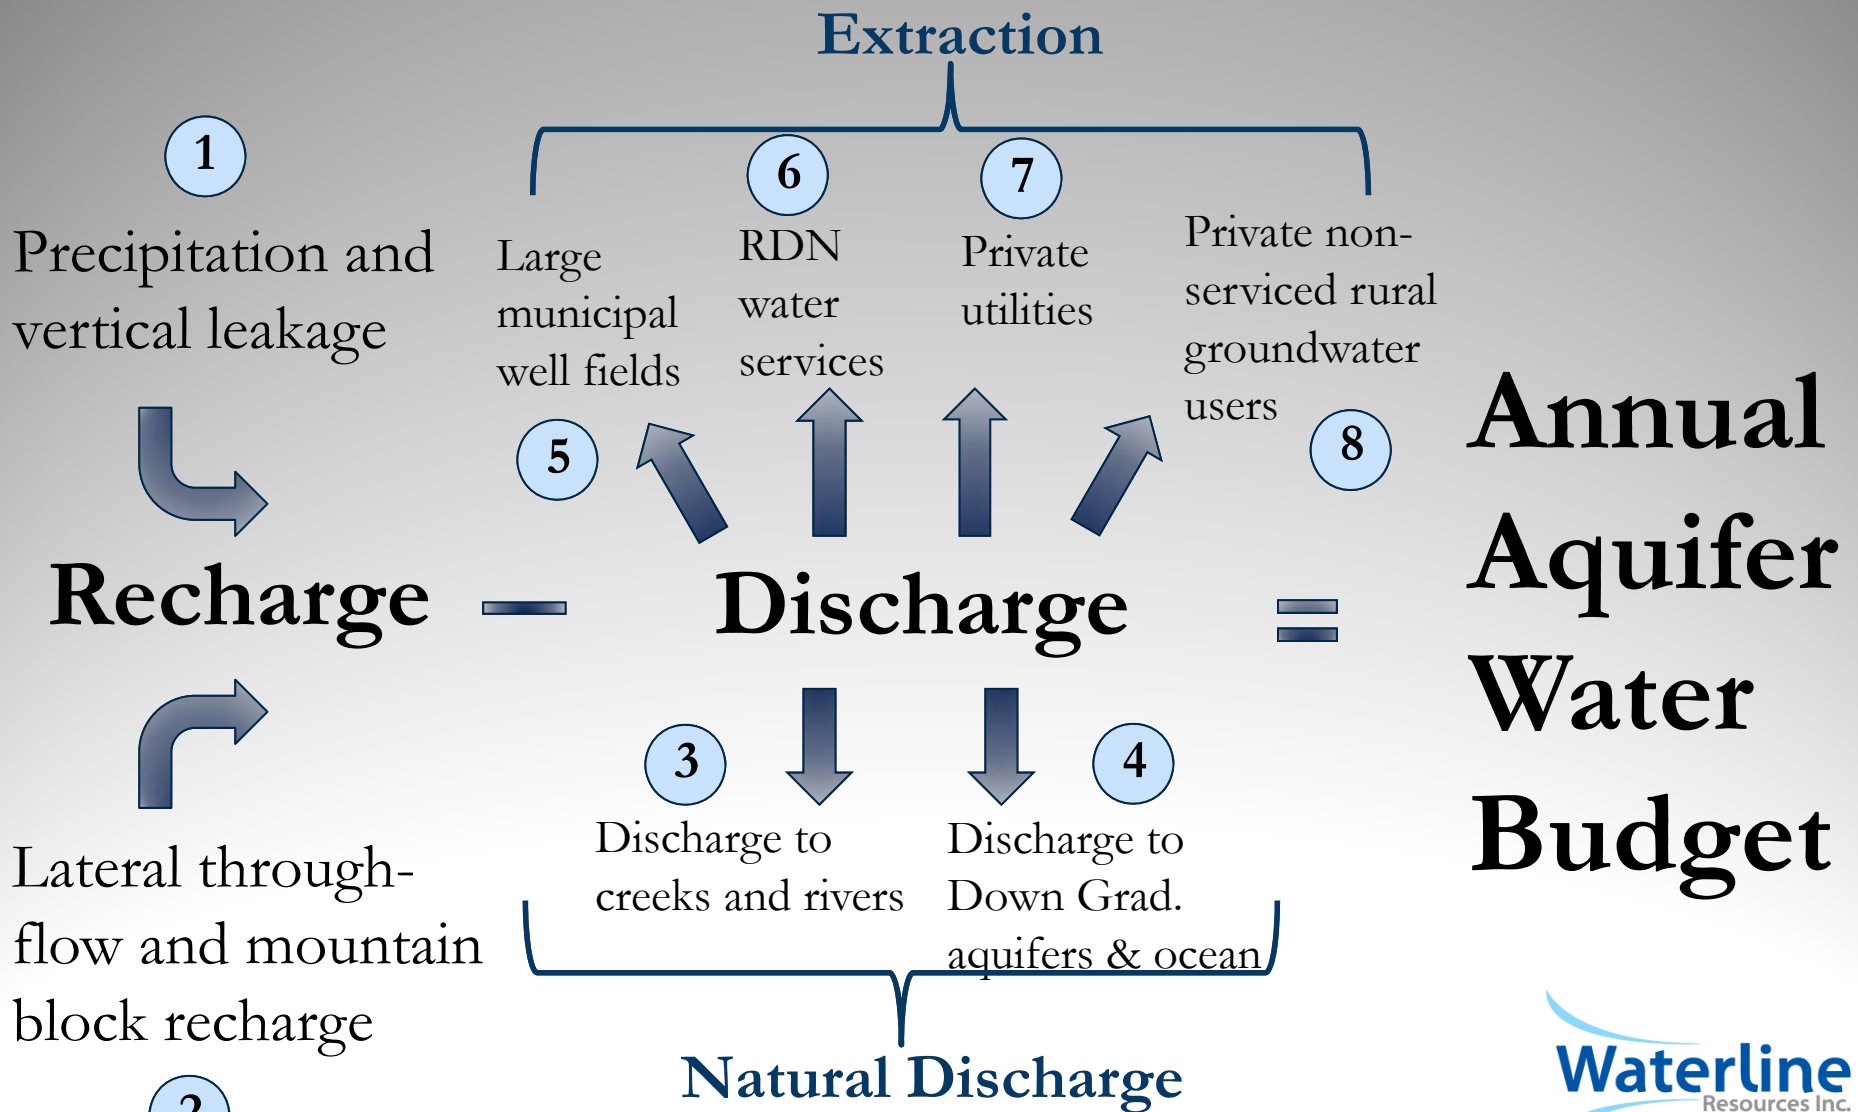 Extraction
1
Precipitation and
vertical leakage
5
Large
municipal
well fields
6
RDN
water
services
7
Private
utilities
8
Private non-
serviced rural
groundwater
users
Recharge
–
Discharge
=
Annual
Aquifer
Water
Budget
Lateral through-
flow and mountain
block recharge
2
3
Discharge to
creeks and rivers
4
Discharge to
Down Grad.
aquifers & ocean
Natural Discharge
Waterline
Resources Inc.